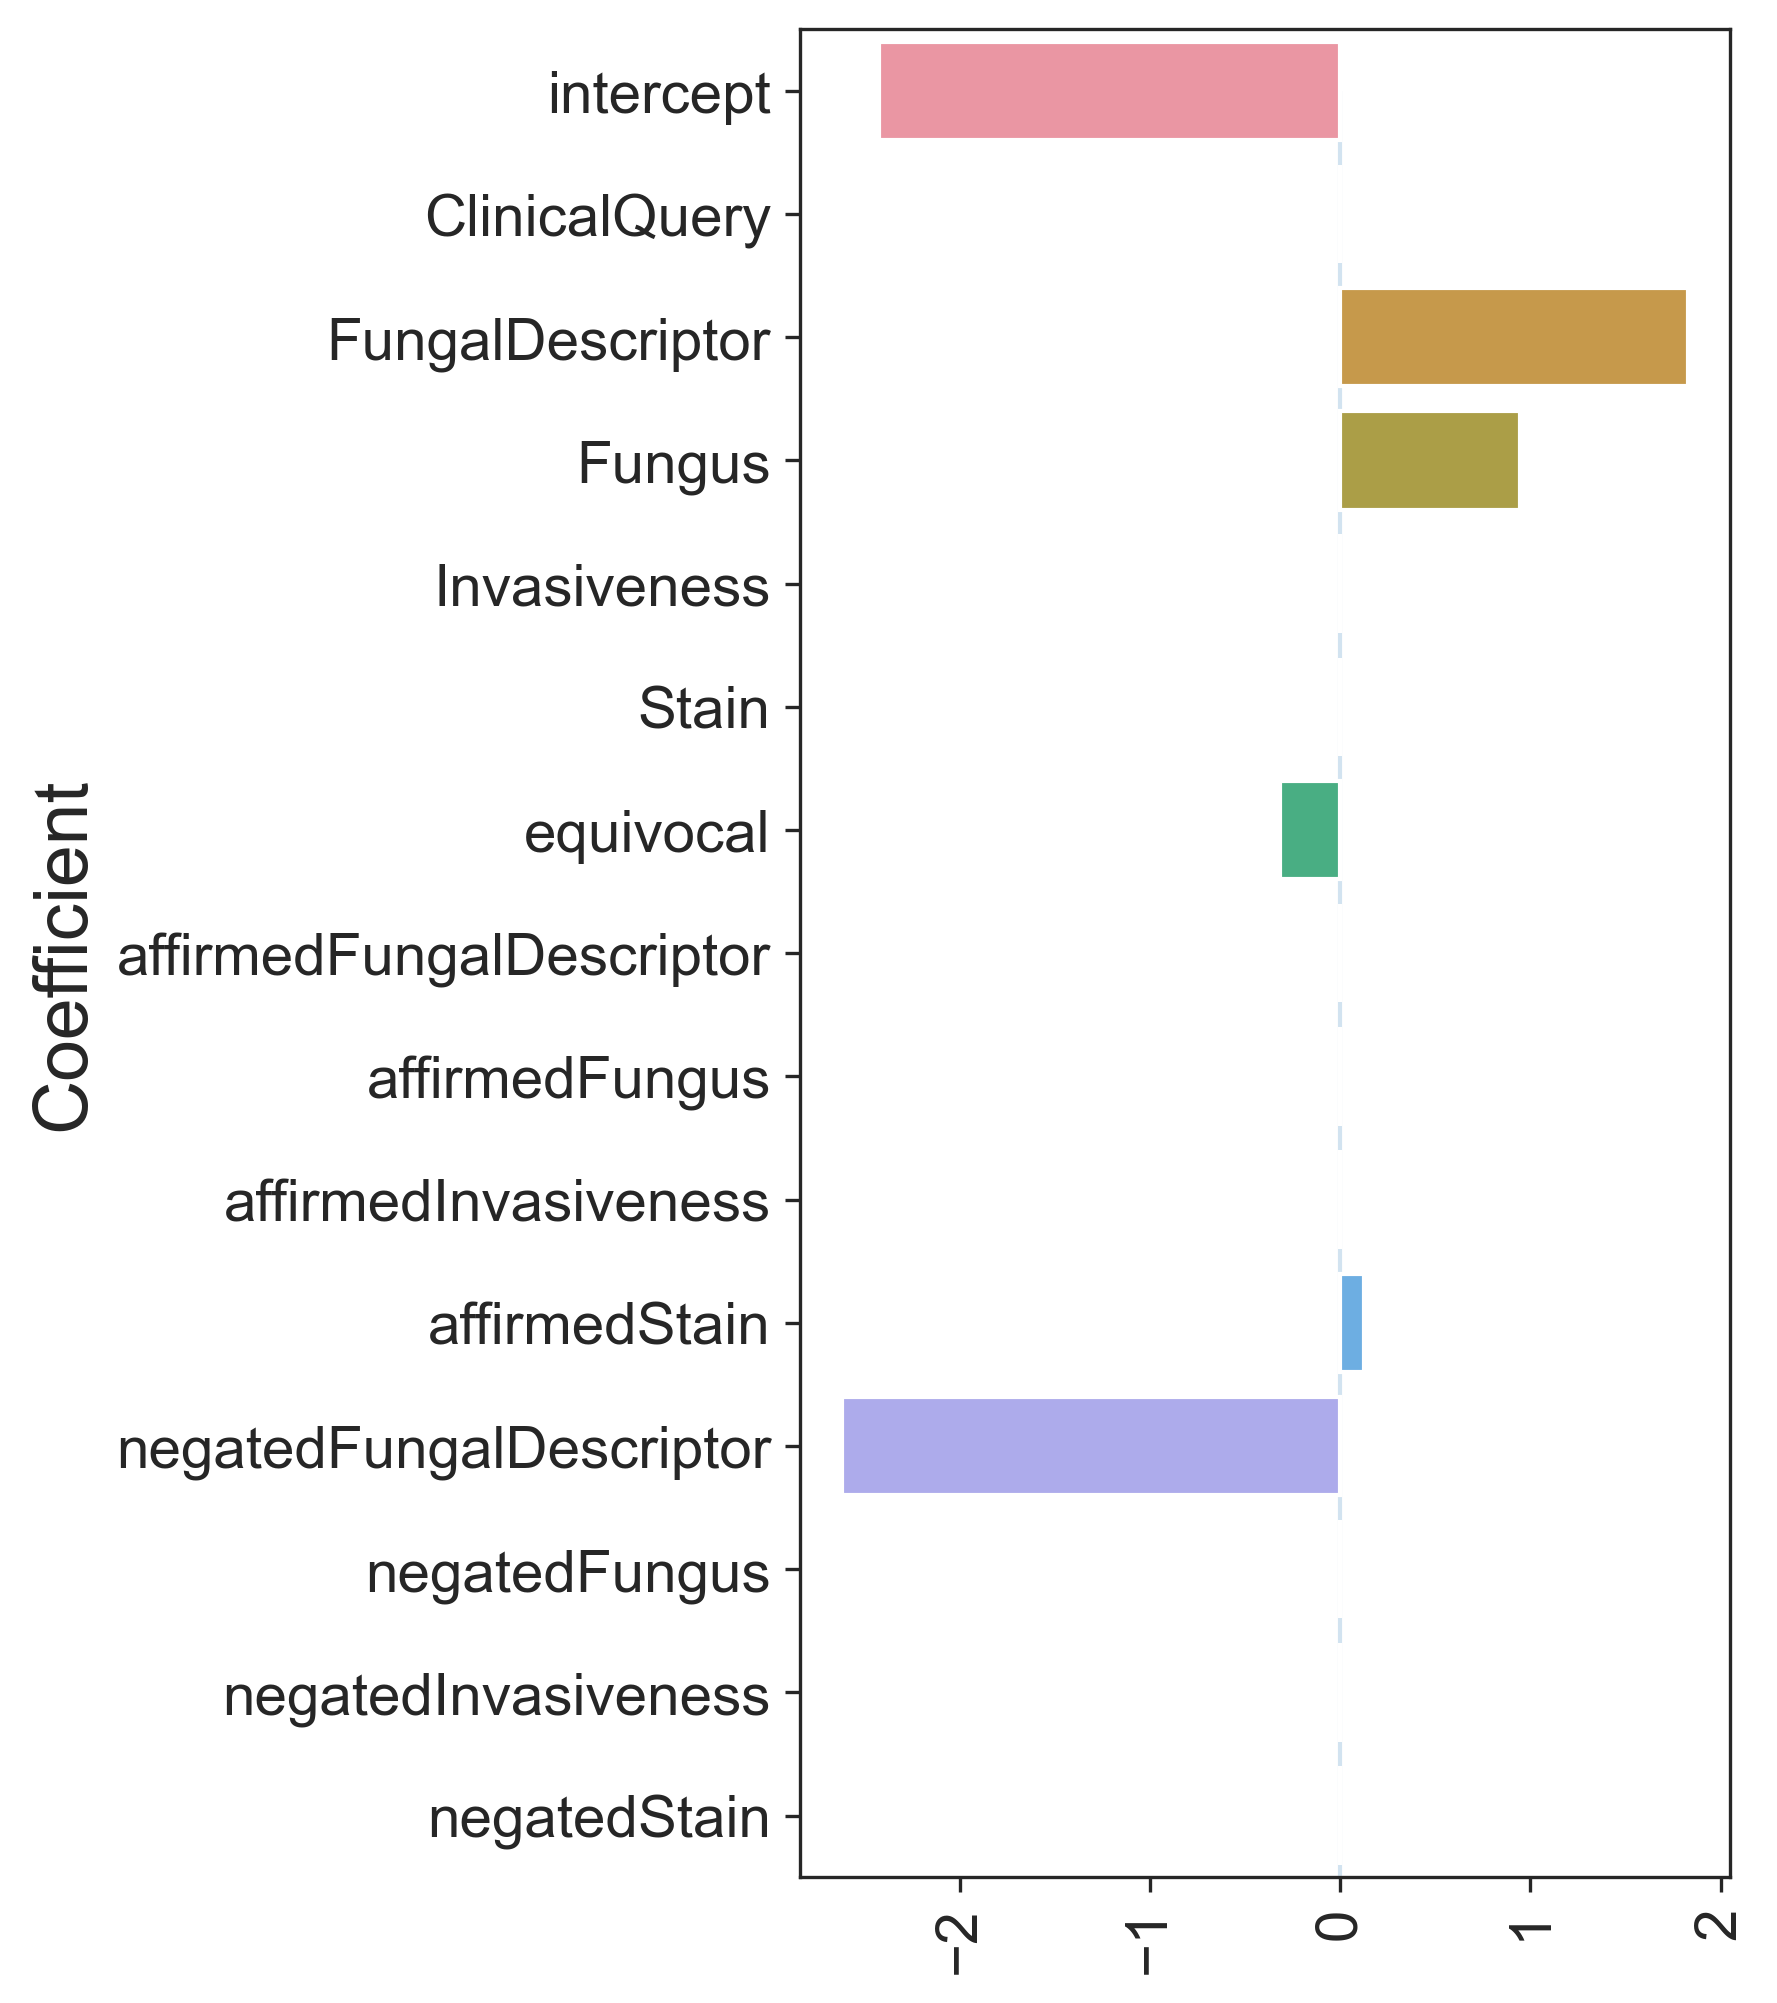 Coefficient
intercept
ClinicalQuery
FungalDescriptor
Fungus
Invasiveness
Stain
equivocal
affirmedFungalDescriptor
affirmedFungus
affirmedInvasiveness
affirmedStain
negatedFungalDescriptor
negatedFungus
negatedInvasiveness
negatedStain
−2
−1
0
1
2